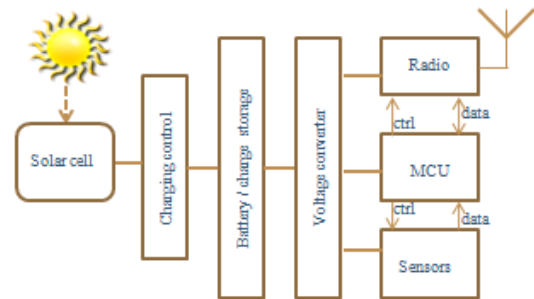 Solar cell
Charging control
Battery / charge storage
Voltage converter
Radio
ctrl
data
MCU
ctrl
data
Sensors